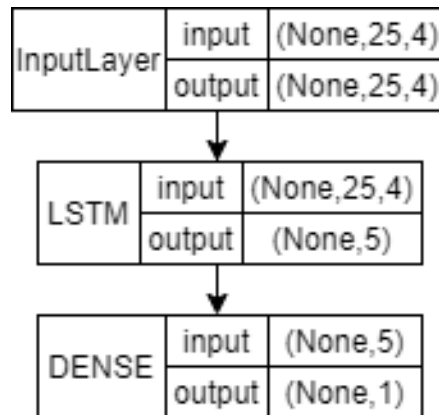 InputLayer input (None,25,4)
output (None,25,4)
LSTM input (None,25,4)
output (None,5)
DENSE input (None,5)
output (None,1)